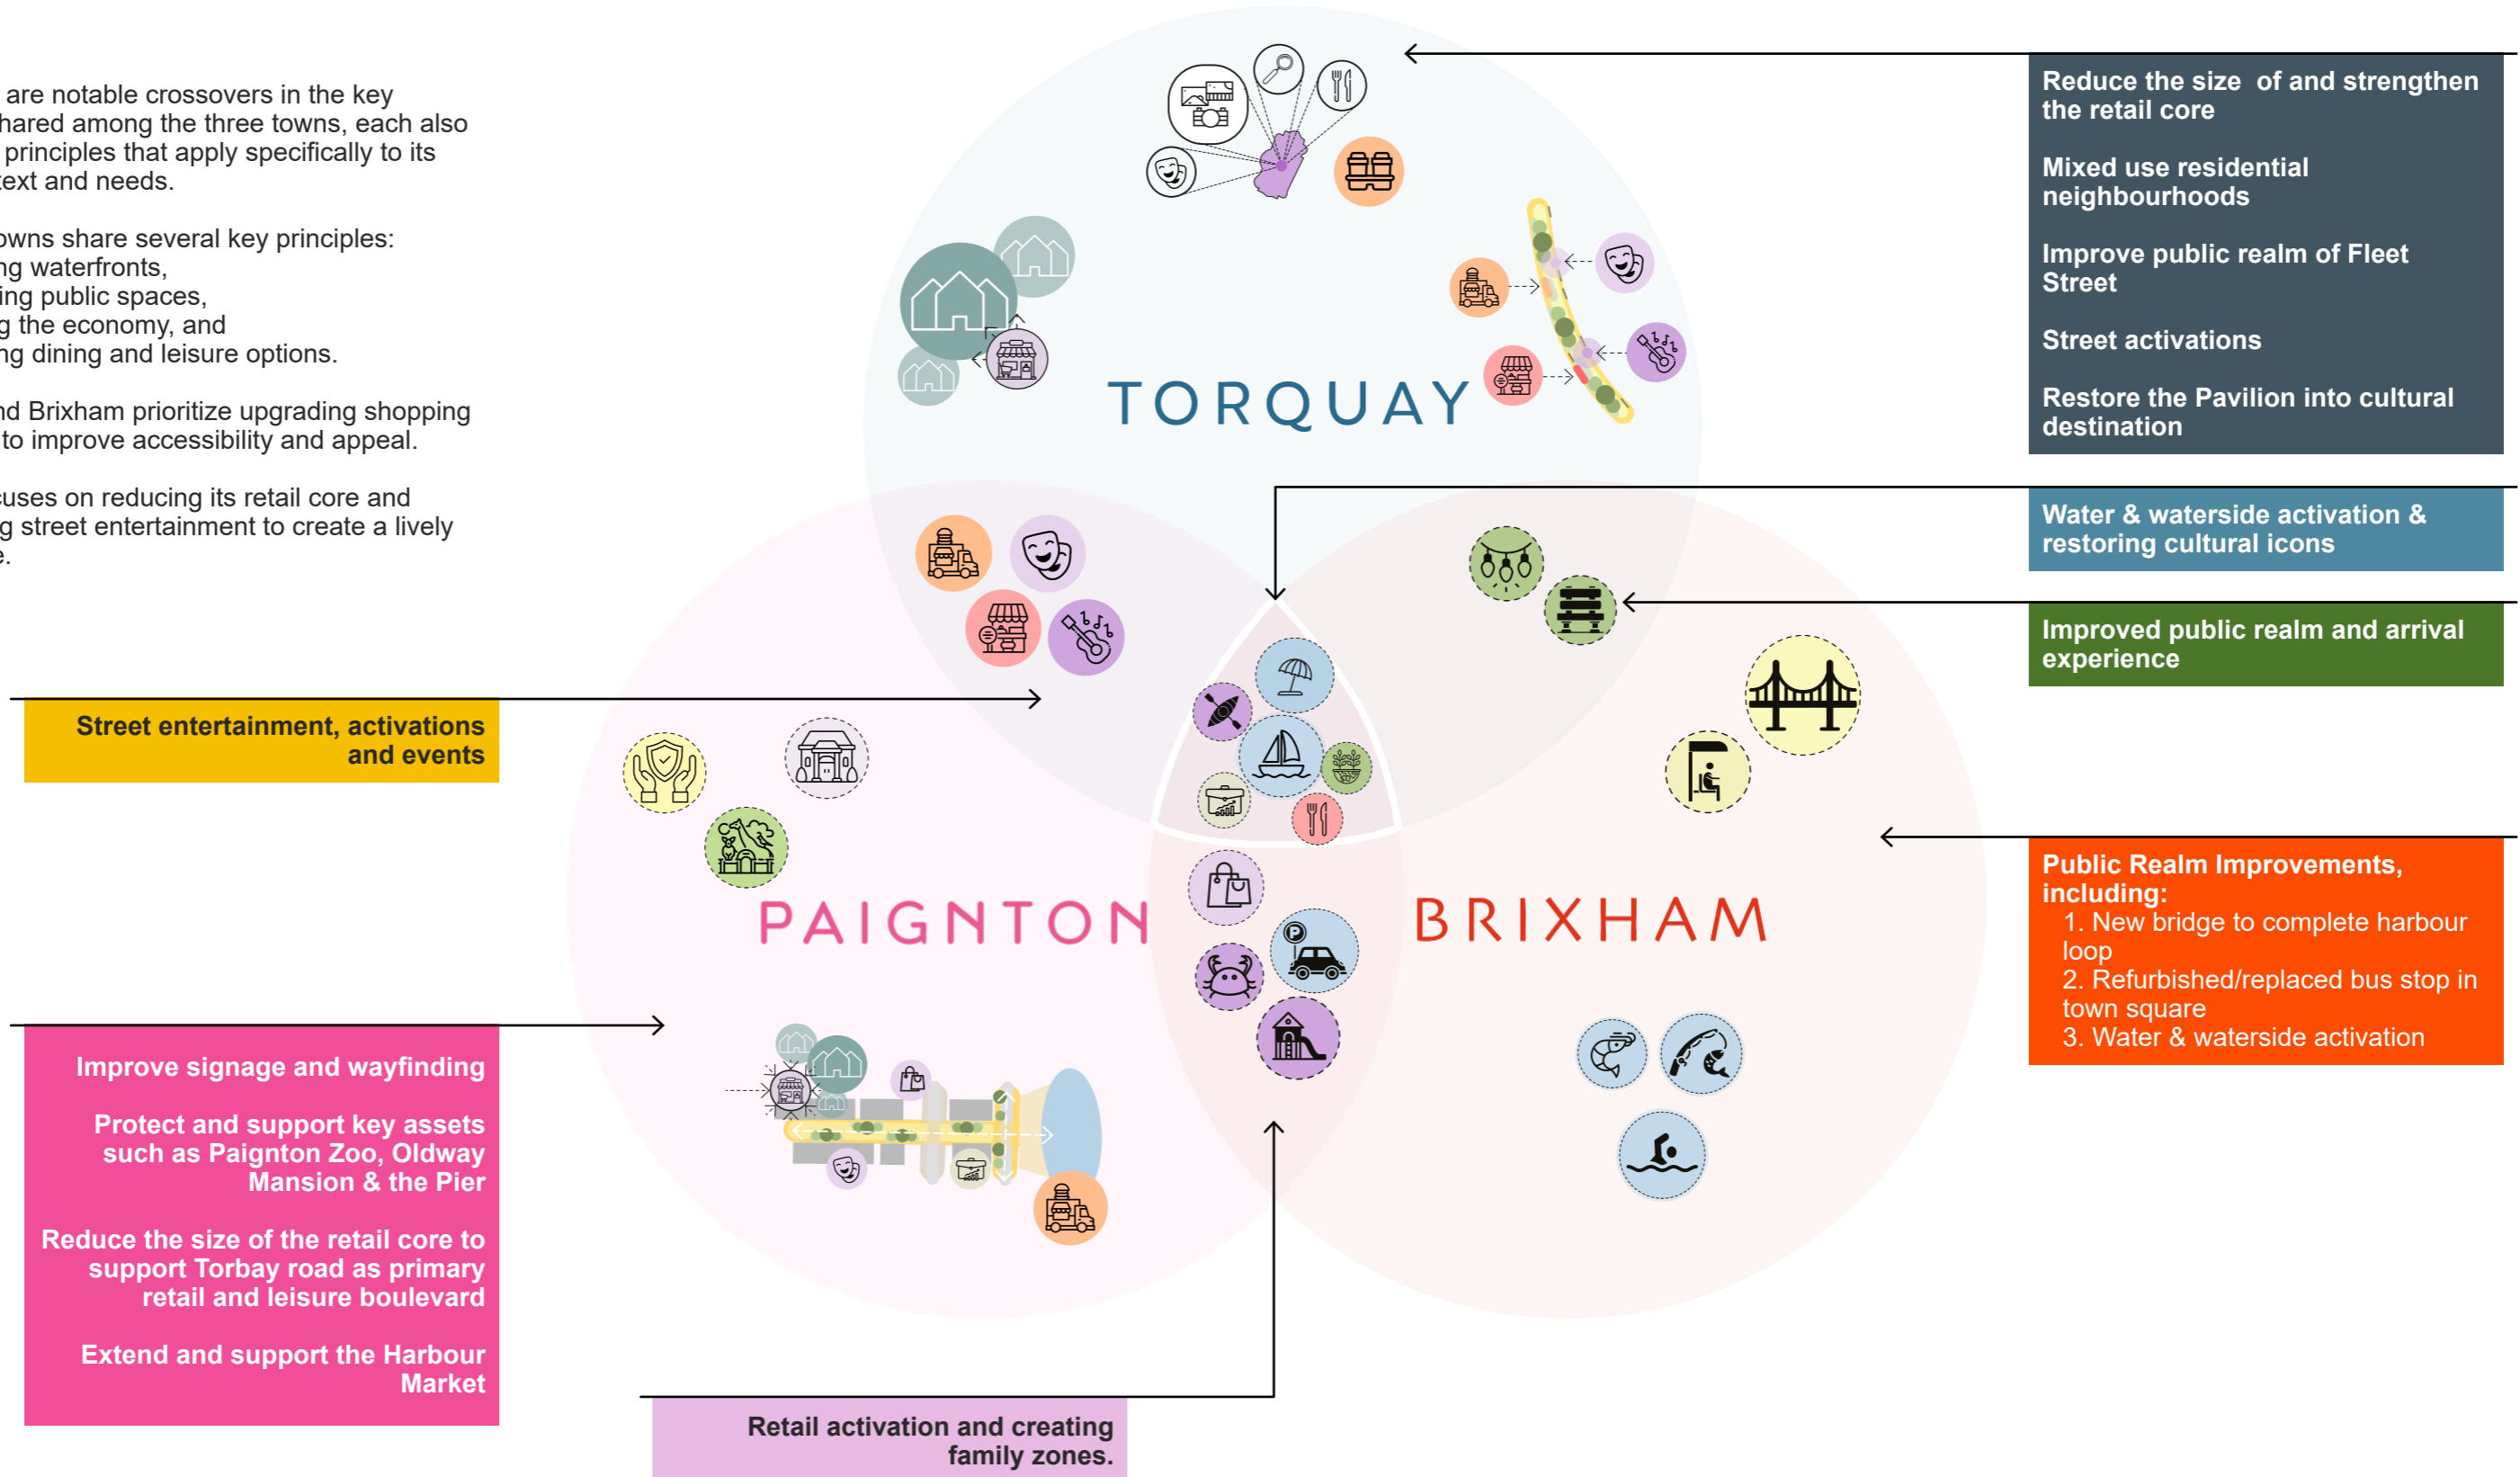 are notable crossovers in the key
shared among the three towns, each also
principles that apply specifically to its
text and needs.
owns share several key principles:
ng waterfronts,
ing public spaces,
g the economy, and
ng dining and leisure options.
nd Brixham prioritize upgrading shopping
to improve accessibility and appeal.
cuses on reducing its retail core and
g street entertainment to create a lively
e.
TORQUAY
Reduce the size of and strengthen
the retail core
Mixed use residential
neighbourhoods
Improve public realm of Fleet
Street
Street activations
Restore the Pavilion into cultural
destination
Water & waterside activation &
restoring cultural icons
Improved public realm and arrival
experience
Street entertainment, activations
and events
PAIGNTON
P
BRIXHAM
Public Realm Improvements,
including:
1. New bridge to complete harbour
loop
2. Refurbished/replaced bus stop in
town square
3. Water & waterside activation
Improve signage and wayfinding
Protect and support key assets
such as Paignton Zoo, Oldway
Mansion & the Pier
Reduce the size of the retail core to
support Torbay road as primary
retail and leisure boulevard
Extend and support the Harbour
Market
Retail activation and creating
family zones.